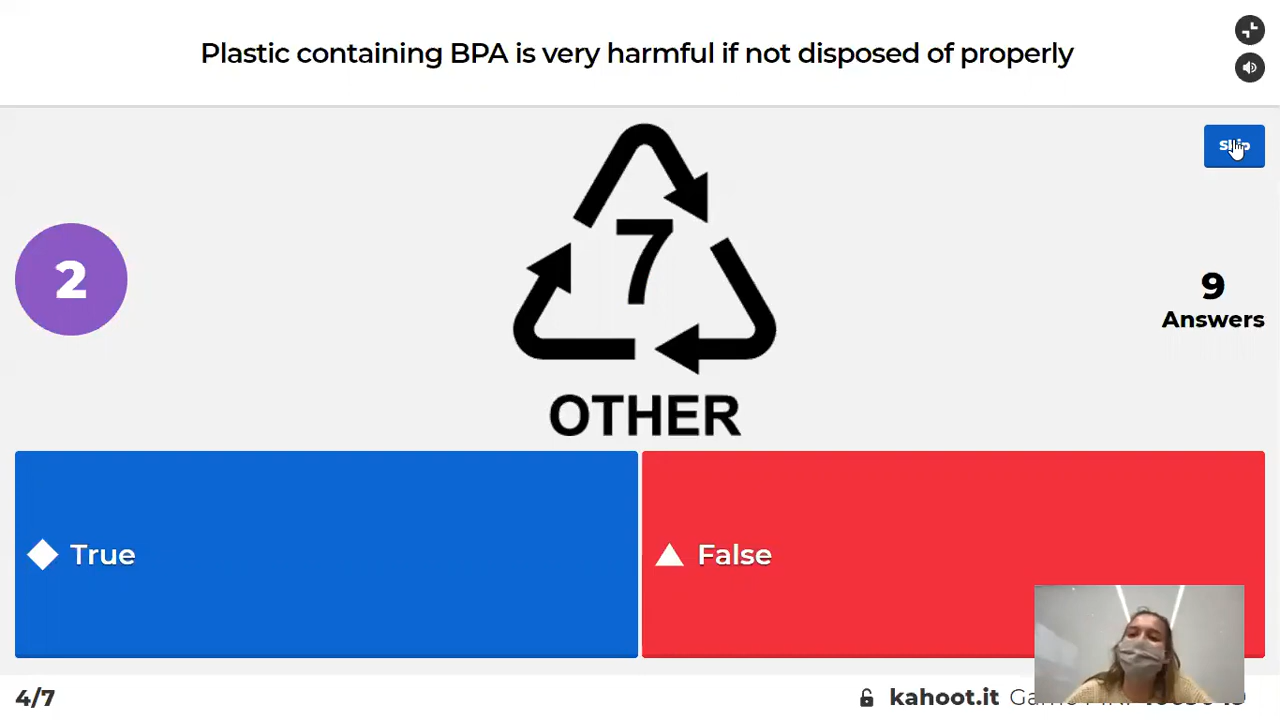 Plastic containing BPA is very harmful if not disposed of properly
Skip
2
7
9
Answers
OTHER
True
False
4/7
kahoot.it